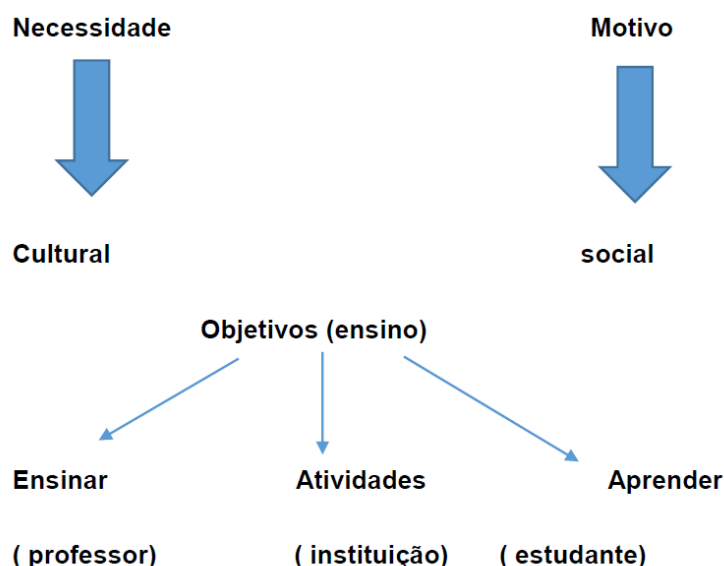 Necessidade Motivo
Cultural social
Objetivos (ensino)
Ensinar Atividades Aprender
( professor) ( instituição) ( estudante)